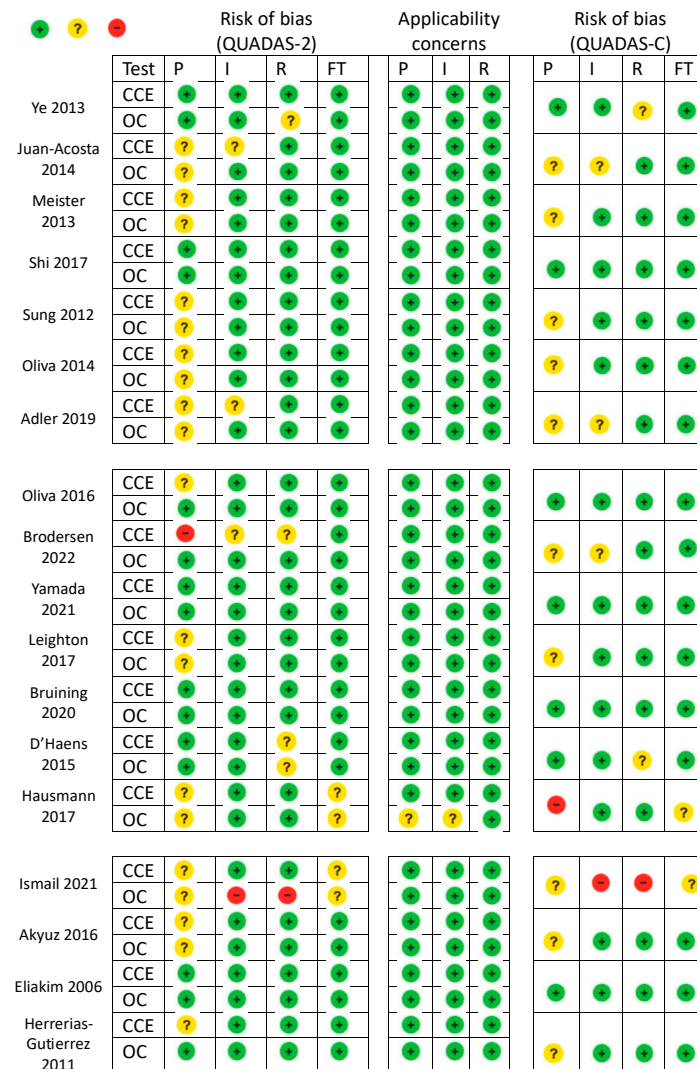 + ? -
Risk of bias
(QUADAS-2)
Applicability
concerns
Risk of bias
(QUADAS-C)
Test P I R FT P I R P I R FT
Ye 2013
CCE + + + + + + +
OC + + ? + + + +
+ + ? +
Juan-Acosta
2014
CCE ? ? + + + + +
OC ? + + + + + +
? ? + +
Meister
2013
CCE ? + + + + + +
OC ? + + + + + +
? + + +
Shi 2017
CCE + + + + + + +
OC + + + + + + +
+ + + +
Sung 2012
CCE ? + + + + + +
OC ? + + + + + +
? + + +
Oliva 2014
CCE ? + + + + + +
OC ? + + + + + +
? + + +
Adler 2019
CCE ? ? + + + + +
OC ? + + + + + +
? ? + +
Oliva 2016
CCE ? + + + + + +
OC + + + + + + +
+ + + +
Brodersen
2022
CCE - ? ? + + + +
OC + + + + + + +
? ? + +
Yamada
2021
CCE + + + + + + +
OC + + + + + + +
+ + + +
Leighton
2017
CCE ? + + + + + +
OC ? + + + + + +
? + + +
Bruining
2020
CCE + + + + + + +
OC + + + + + + +
+ + + +
D'Haens
2015
CCE + + ? + + + +
OC + + ? + + + +
+ + ? +
Hausmann
2017
CCE ? + + ? + + +
OC ? + + ? ? ? +
- + + ?
Ismail 2021
CCE ? + + ? + + +
OC ? - - ? + + +
? - - ?
Akyuz 2016
CCE ? + + + + + +
OC ? + + + + + +
? + + +
Eliakim 2006
CCE + + + + + + +
OC + + + + + + +
+ + + +
Herrerias-
Gutierrez
2011
CCE ? + + + + + +
OC + + + + + + +
? + + +